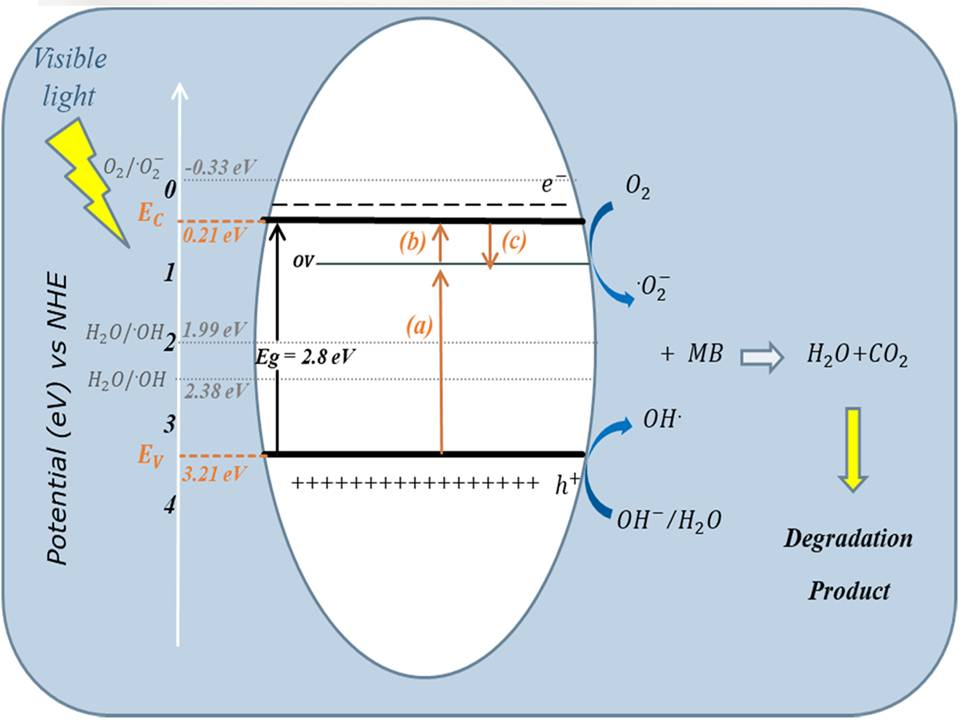 Visible
light
O₂/·O₂⁻
-0.33 eV
0
E_C
0.21 eV
1
H₂O/·OH
1.99 eV
2
H₂O/·OH
2.38 eV
3
E_V
3.21 eV
4
Potential (eV) vs NHE
e⁻
(b)
(c)
OV
(a)
Eg = 2.8 eV
++++++++++++++++ h⁺
O₂
·O₂⁻
+ MB
H₂O+CO₂
OH·
OH⁻/H₂O
Degradation
Product